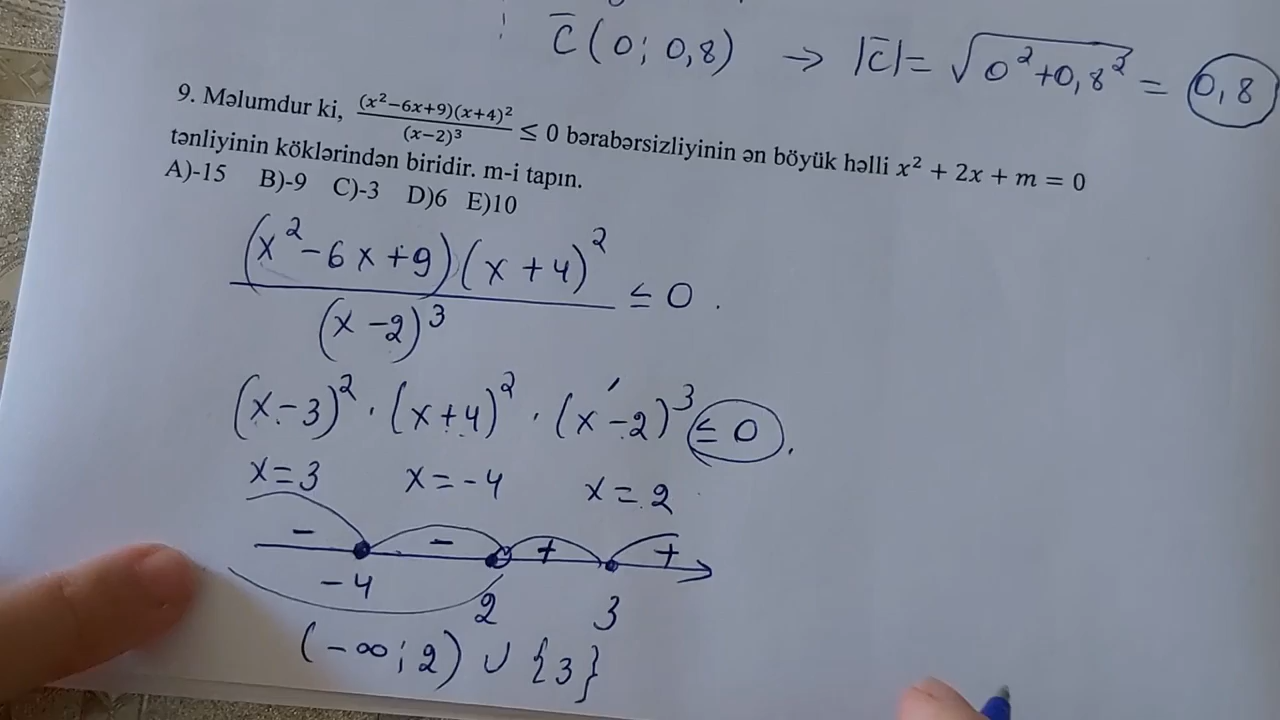 C̄ (0; 0,8) → |C̄| = √(0² + 0,8²) = 0,8
9. Məlumdur ki, (x²−6x+9)(x+4)² / (x−2)³ ≤ 0 bərabərsizliyinin ən böyük həlli x² + 2x + m = 0
tənliyinin köklərindən biridir. m-i tapın.
A)-15 B)-9 C)-3 D)6 E)10
(x² − 6x + 9)(x + 4)² / (x − 2)³ ≤ 0 .
(x − 3)² · (x + 4)² · (x − 2)³ ≤ 0 .
x = 3 x = −4 x = 2
− − + +
−4 2 3
(−∞; 2) ∪ {3}